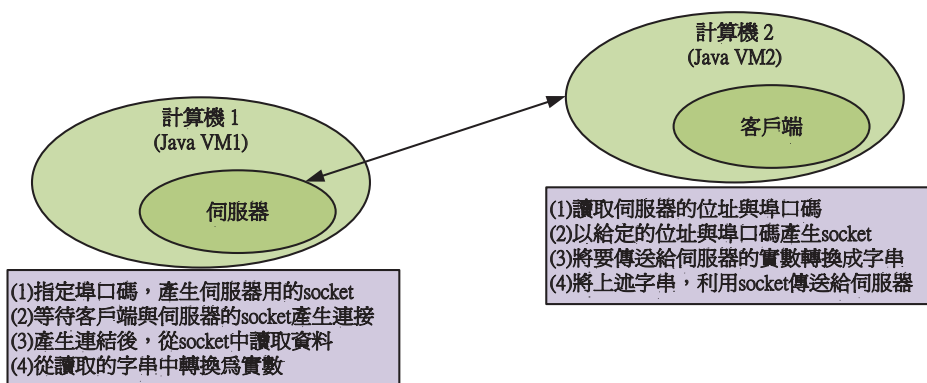 計算機 2
(Java VM2)
客戶端
計算機 1
(Java VM1)
伺服器
(1)讀取伺服器的位址與埠口碼
(2)以給定的位址與埠口碼產生socket
(3)將要傳送給伺服器的實數轉換成字串
(4)將上述字串，利用socket傳送給伺服器
(1)指定埠口碼，產生伺服器用的socket
(2)等待客戶端與伺服器的socket產生連接
(3)產生連結後，從socket中讀取資料
(4)從讀取的字串中轉換爲實數